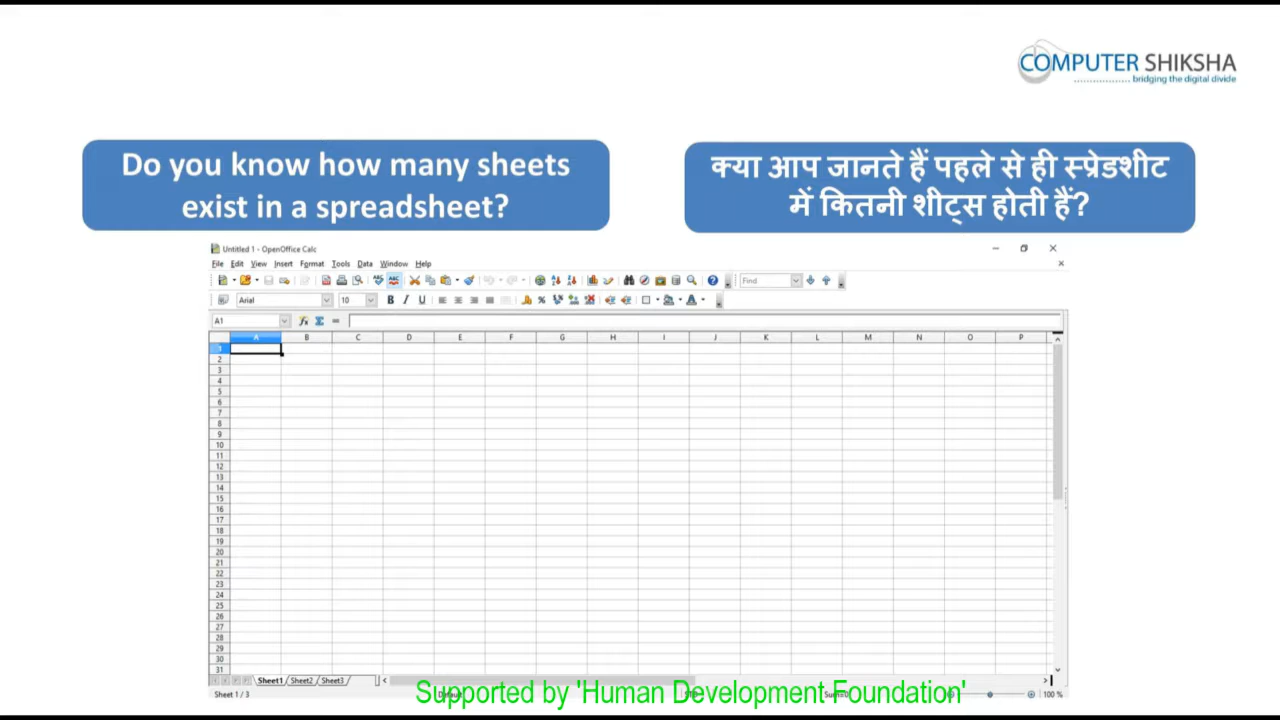 COMPUTER SHIKSHA
bridging the digital divide
Do you know how many sheets
exist in a spreadsheet?
क्या आप जानते हैं पहले से ही स्प्रेडशीट
में कितनी शीट्स होती हैं?
Untitled 1 - OpenOffice Calc
File Edit View Insert Format Tools Data Window Help
Find
Arial 10
A1
A B C D E F G H I J K L M N O P
1
2
3
4
5
6
7
8
9
10
11
12
13
14
15
16
17
18
19
20
21
22
23
24
25
26
27
28
29
30
31
Sheet1 Sheet2 Sheet3
Sheet 1 / 3 Default Sum=0 100 %
Supported by 'Human Development Foundation'